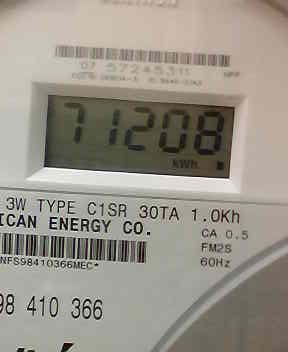 07 57245311
71208
kWh
3W TYPE C1SR 30TA 1.0Kh
ICAN ENERGY CO.
CA 0.5
FM2S
NFS98410366MEC*
60Hz
98 410 366